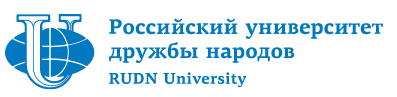 Российский университет
дружбы народов
RUDN University